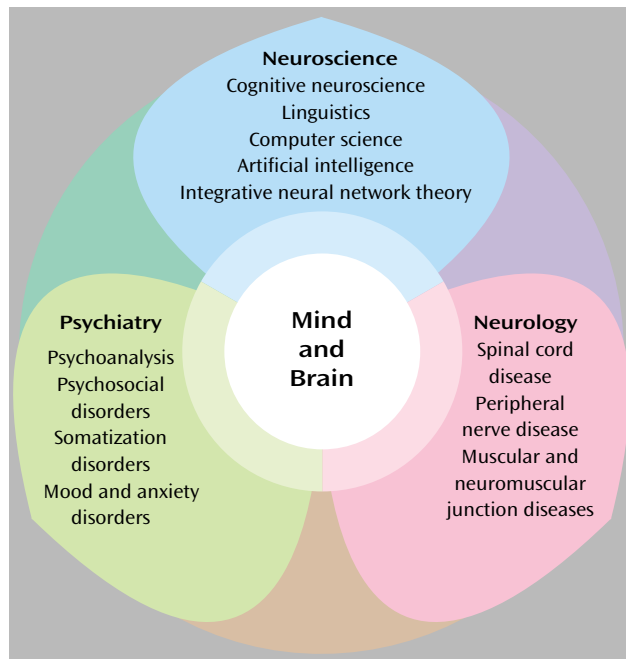 Neuroscience
Cognitive neuroscience
Linguistics
Computer science
Artificial intelligence
Integrative neural network theory
Mind
and
Brain
Psychiatry
Psychoanalysis
Psychosocial
disorders
Somatization
disorders
Mood and anxiety
disorders
Neurology
Spinal cord
disease
Peripheral
nerve disease
Muscular and
neuromuscular
junction diseases